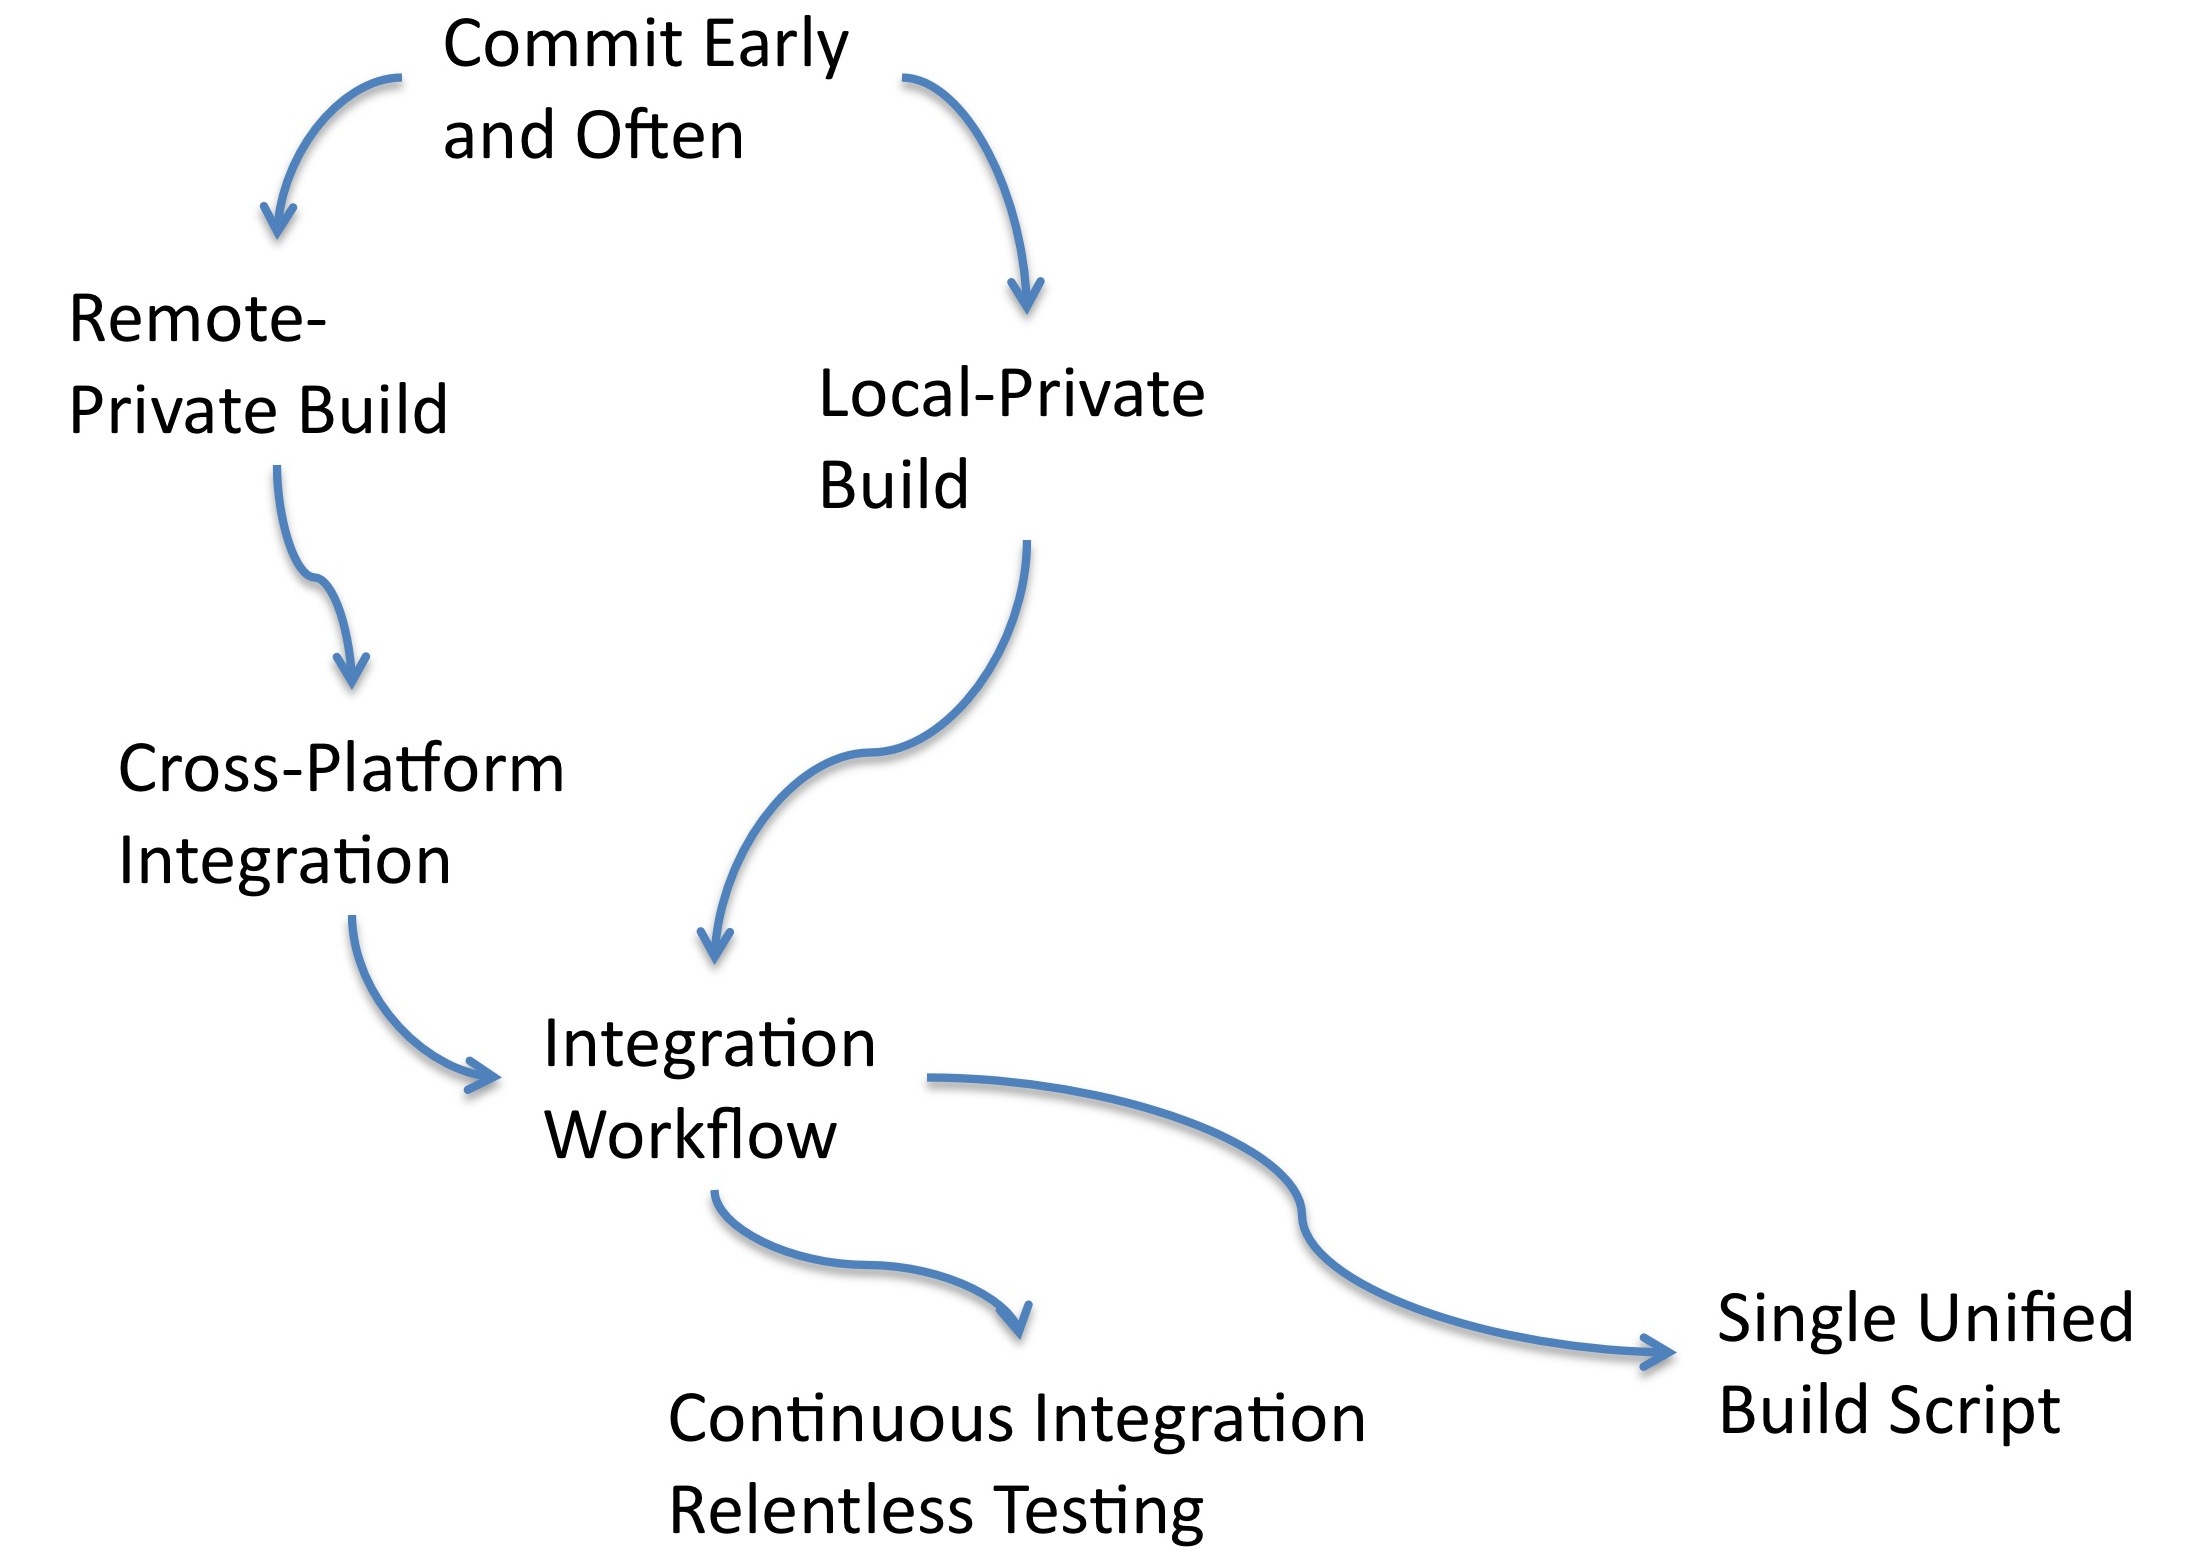 Commit Early
and Often
Remote-
Private Build
Local-Private
Build
Cross-Platform
Integration
Integration
Workflow
Single Unified
Build Script
Continuous Integration
Relentless Testing